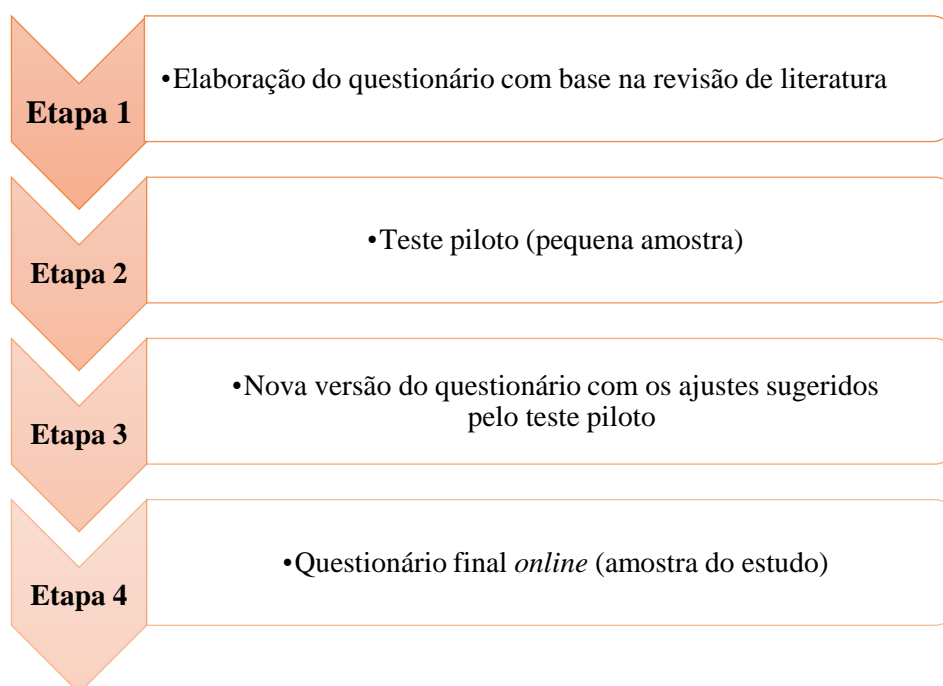 Etapa 1
•Elaboração do questionário com base na revisão de literatura
Etapa 2
•Teste piloto (pequena amostra)
Etapa 3
•Nova versão do questionário com os ajustes sugeridos
pelo teste piloto
Etapa 4
•Questionário final online (amostra do estudo)